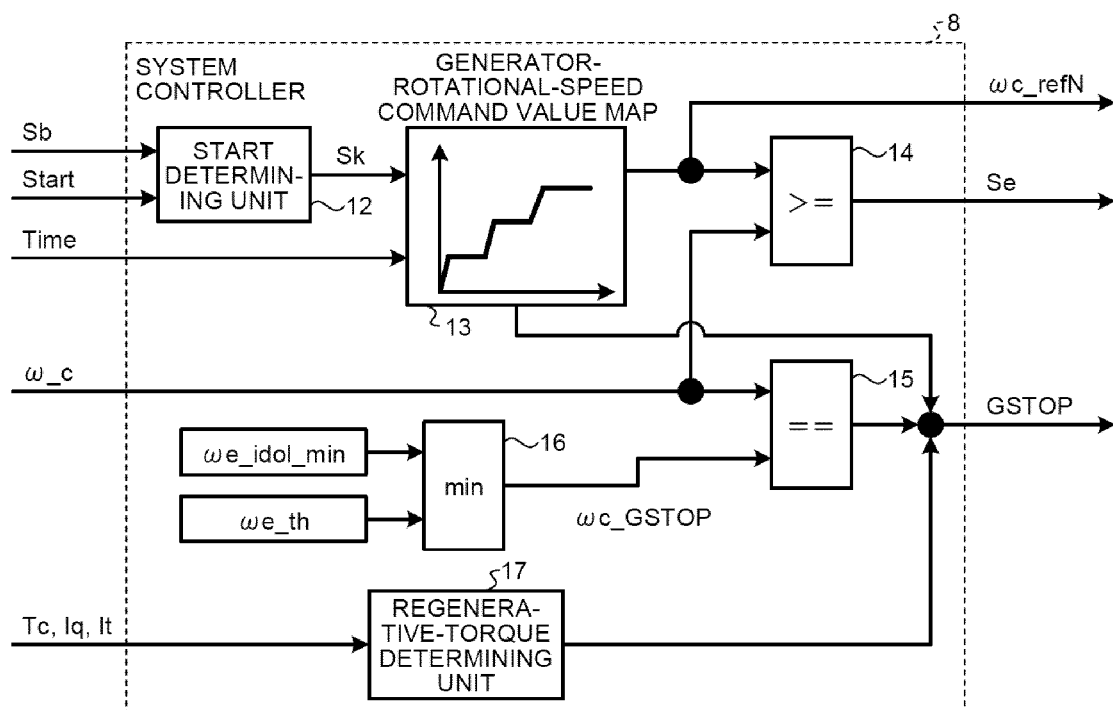 8
SYSTEM
CONTROLLER
GENERATOR-
ROTATIONAL-SPEED
COMMAND VALUE MAP
ωc_refN
Sb
START
DETERMIN-
ING UNIT
Sk
14
Start
12
>=
Se
Time
13
ω_c
15
GSTOP
==
ωe_idol_min
16
min
ωe_th
ωc_GSTOP
17
Tc, Iq, It
REGENERA-
TIVE-TORQUE
DETERMINING
UNIT